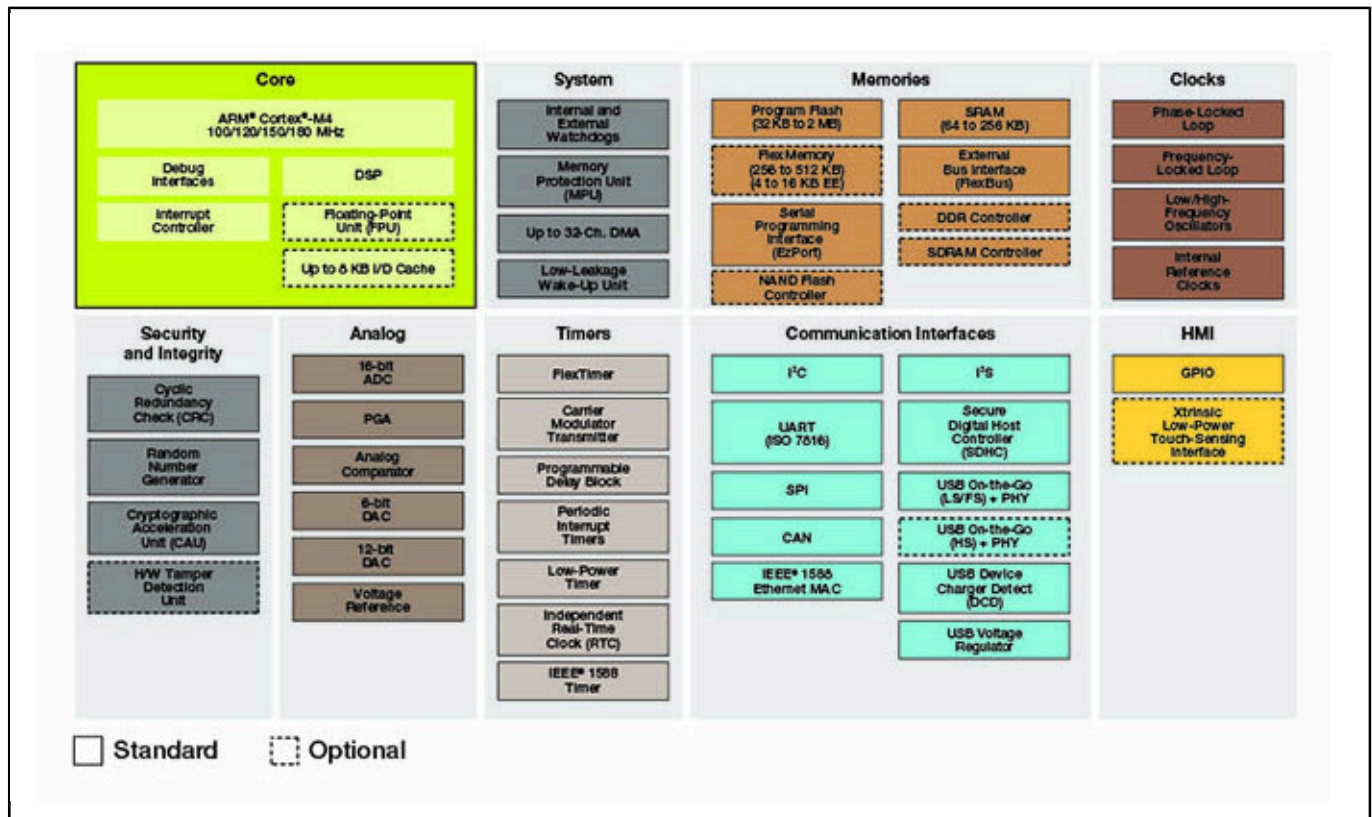 Core
ARM® Cortex®-M4
100/120/150/180 MHz
Debug
Interfaces
DSP
Interrupt
Controller
Floating-Point
Unit (FPU)
Up to 8 KB I/D Cache
System
Internal and
External
Watchdogs
Memory
Protection Unit
(MPU)
Up to 32-Ch. DMA
Low-Leakage
Wake-Up Unit
Memories
Program Flash
(32 KB to 2 MB)
SRAM
(64 to 256 KB)
FlexMemory
(256 to 512 KB)
(4 to 16 KB EE)
External
Bus Interface
(FlexBus)
Serial
Programming
Interface
(EzPort)
DDR Controller
SDRAM Controller
NAND Flash
Controller
Clocks
Phase-Locked
Loop
Frequency-
Locked Loop
Low/High-
Frequency
Oscillators
Internal
Reference
Clocks
Security
and Integrity
Cyclic
Redundancy
Check (CRC)
Random
Number
Generator
Cryptographic
Acceleration
Unit (CAU)
H/W Tamper
Detection
Unit
Analog
16-bit
ADC
PGA
Analog
Comparator
6-bit
DAC
12-bit
DAC
Voltage
Reference
Timers
FlexTimer
Carrier
Modulator
Transmitter
Programmable
Delay Block
Periodic
Interrupt
Timers
Low-Power
Timer
Independent
Real-Time
Clock (RTC)
IEEE® 1588
Timer
Communication Interfaces
I²C
I²S
UART
(ISO 7816)
Secure
Digital Host
Controller
(SDHC)
SPI
USB On-the-Go
(LS/FS) + PHY
CAN
USB On-the-Go
(HS) + PHY
IEEE® 1588
Ethernet MAC
USB Device
Charger Detect
(DCD)
USB Voltage
Regulator
HMI
GPIO
Xtrinsic
Low-Power
Touch-Sensing
Interface
Standard
Optional